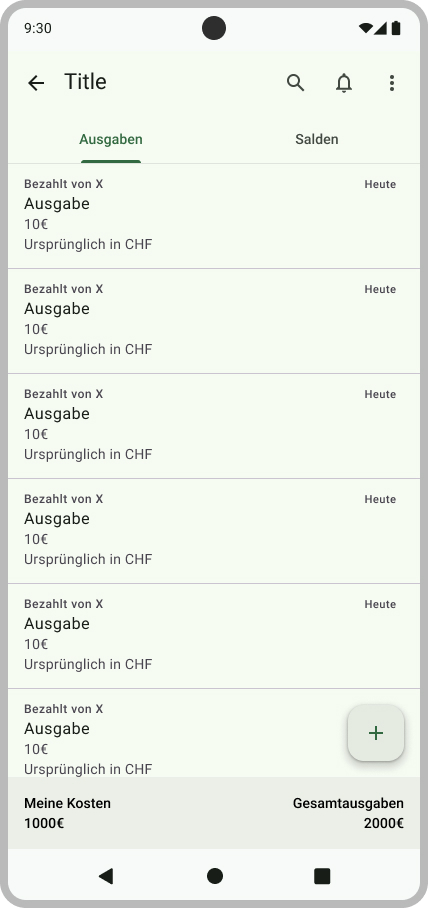 9:30
Title
Ausgaben Salden
Bezahlt von X Heute
Ausgabe
10€
Ursprünglich in CHF
Bezahlt von X Heute
Ausgabe
10€
Ursprünglich in CHF
Bezahlt von X Heute
Ausgabe
10€
Ursprünglich in CHF
Bezahlt von X Heute
Ausgabe
10€
Ursprünglich in CHF
Bezahlt von X Heute
Ausgabe
10€
Ursprünglich in CHF
Bezahlt von X
Ausgabe
10€
Ursprünglich in CHF
Meine Kosten Gesamtausgaben
1000€ 2000€